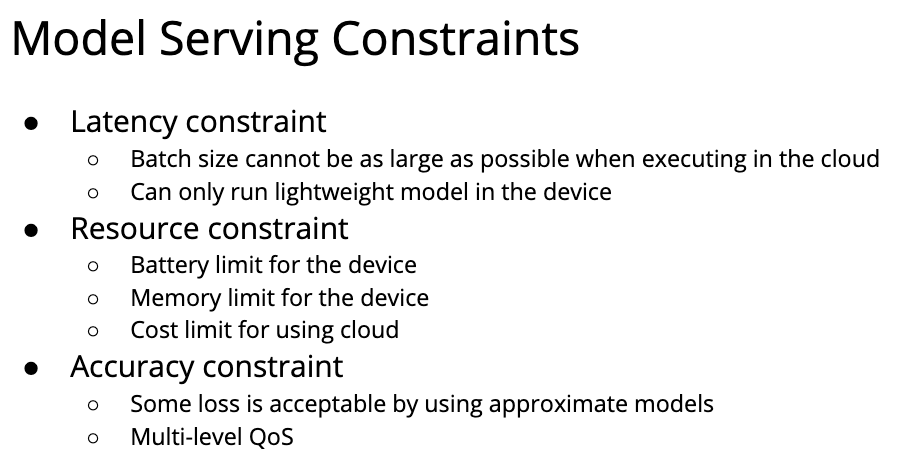 Model Serving Constraints
● Latency constraint
○ Batch size cannot be as large as possible when executing in the cloud
○ Can only run lightweight model in the device
● Resource constraint
○ Battery limit for the device
○ Memory limit for the device
○ Cost limit for using cloud
● Accuracy constraint
○ Some loss is acceptable by using approximate models
○ Multi-level QoS